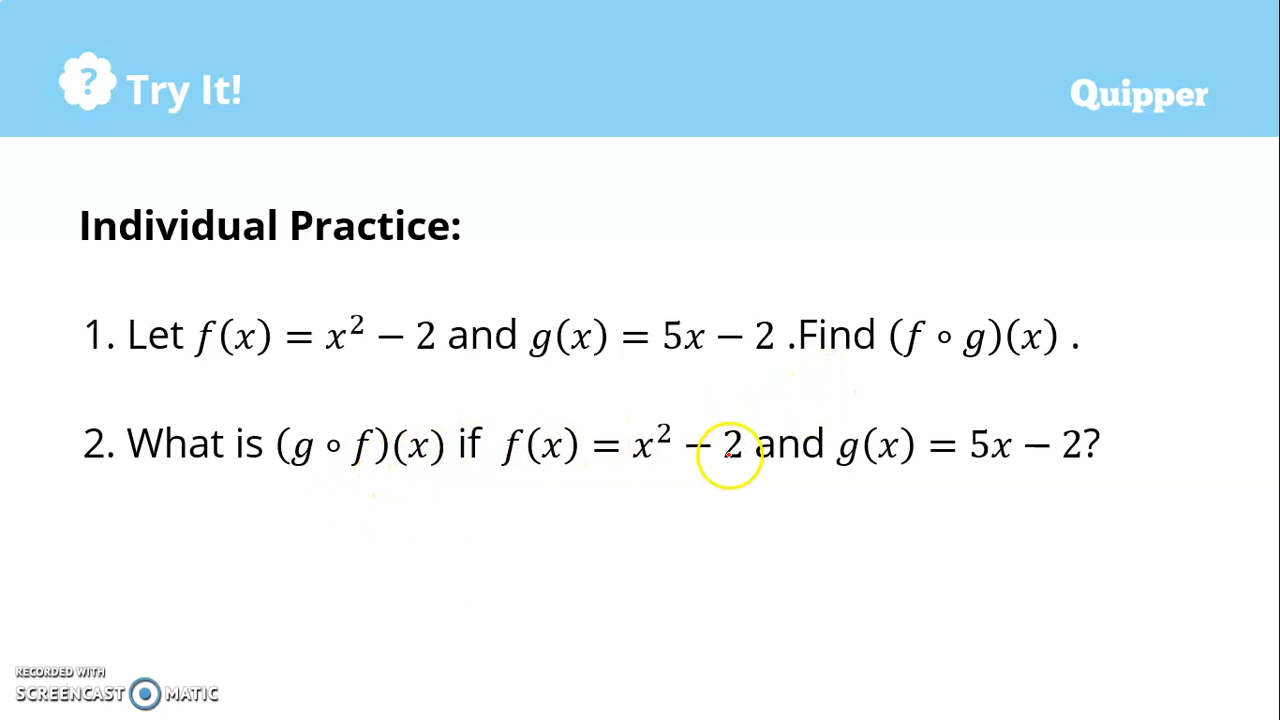 ? Try It!
Quipper
Individual Practice:
1. Let f(x) = x² − 2 and g(x) = 5x − 2 .Find (f ∘ g)(x) .
2. What is (g ∘ f)(x) if f(x) = x² − 2 and g(x) = 5x − 2?
RECORDED WITH
SCREENCAST MATIC